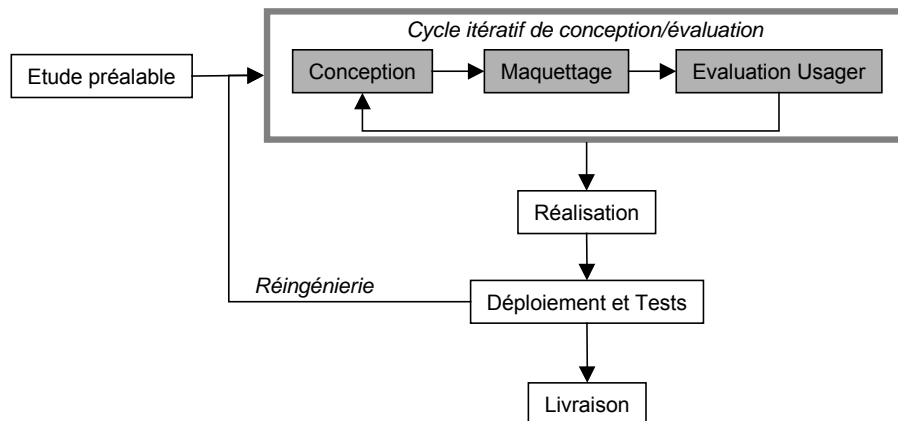 Cycle itératif de conception/évaluation
Etude préalable
Conception
Maquettage
Evaluation Usager
Réalisation
Réingénierie
Déploiement et Tests
Livraison